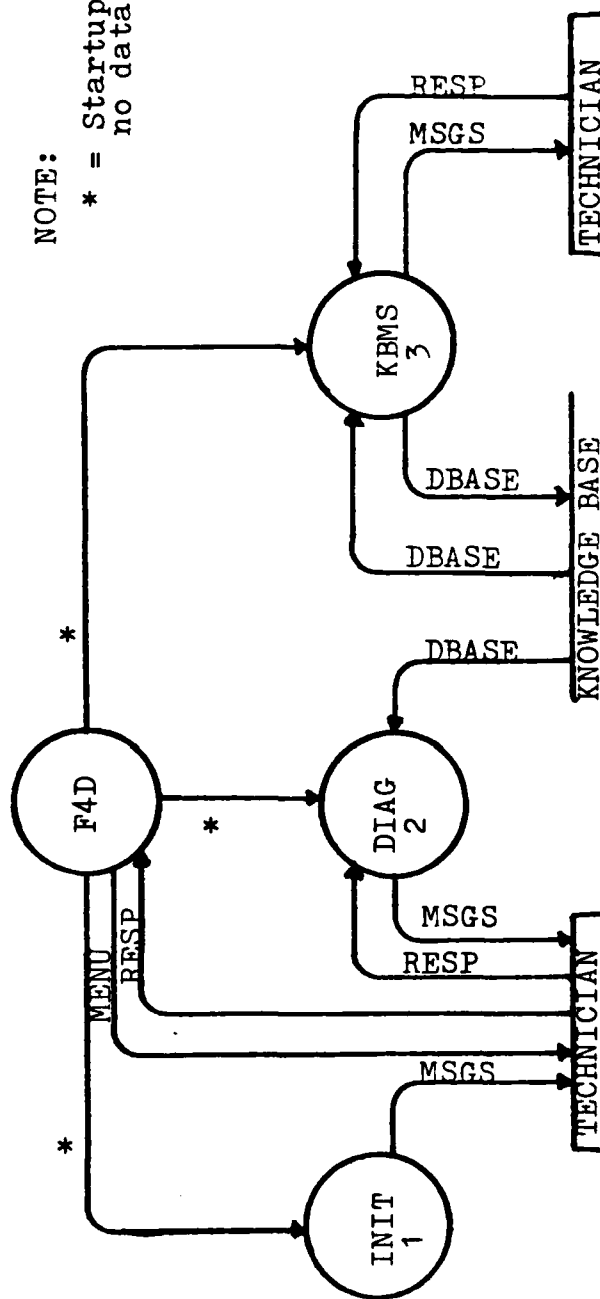 NOTE:
* = Startup
no data
*
F4D
*
*
MENU
RESP
INIT
1
DIAG
2
KBMS
3
MSGS
RESP
MSGS
DBASE
DBASE
DBASE
MSGS
RESP
TECHNICIAN
KNOWLEDGE BASE
TECHNICIAN